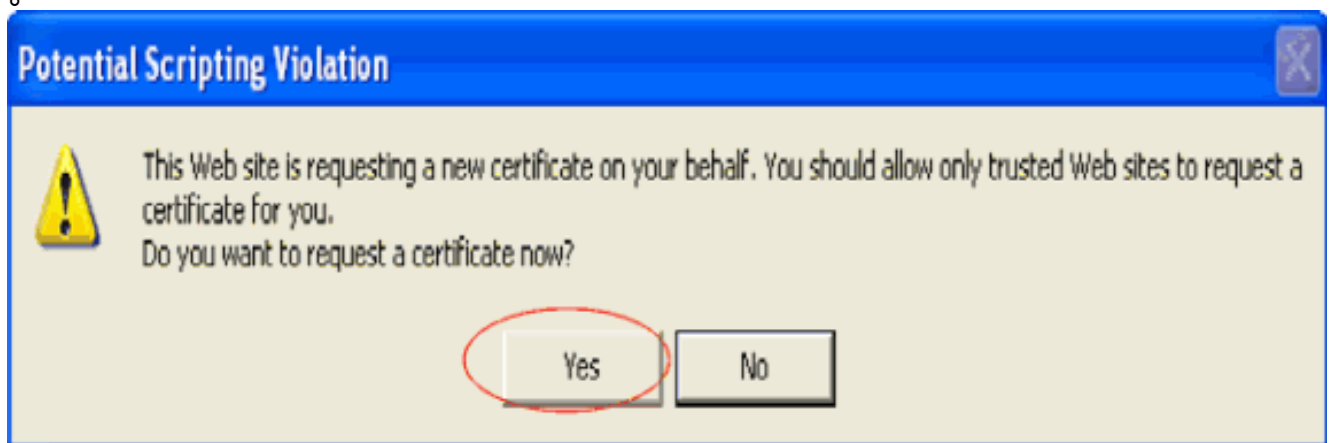 Potential Scripting Violation
This Web site is requesting a new certificate on your behalf. You should allow only trusted Web sites to request a
certificate for you.
Do you want to request a certificate now?
Yes No